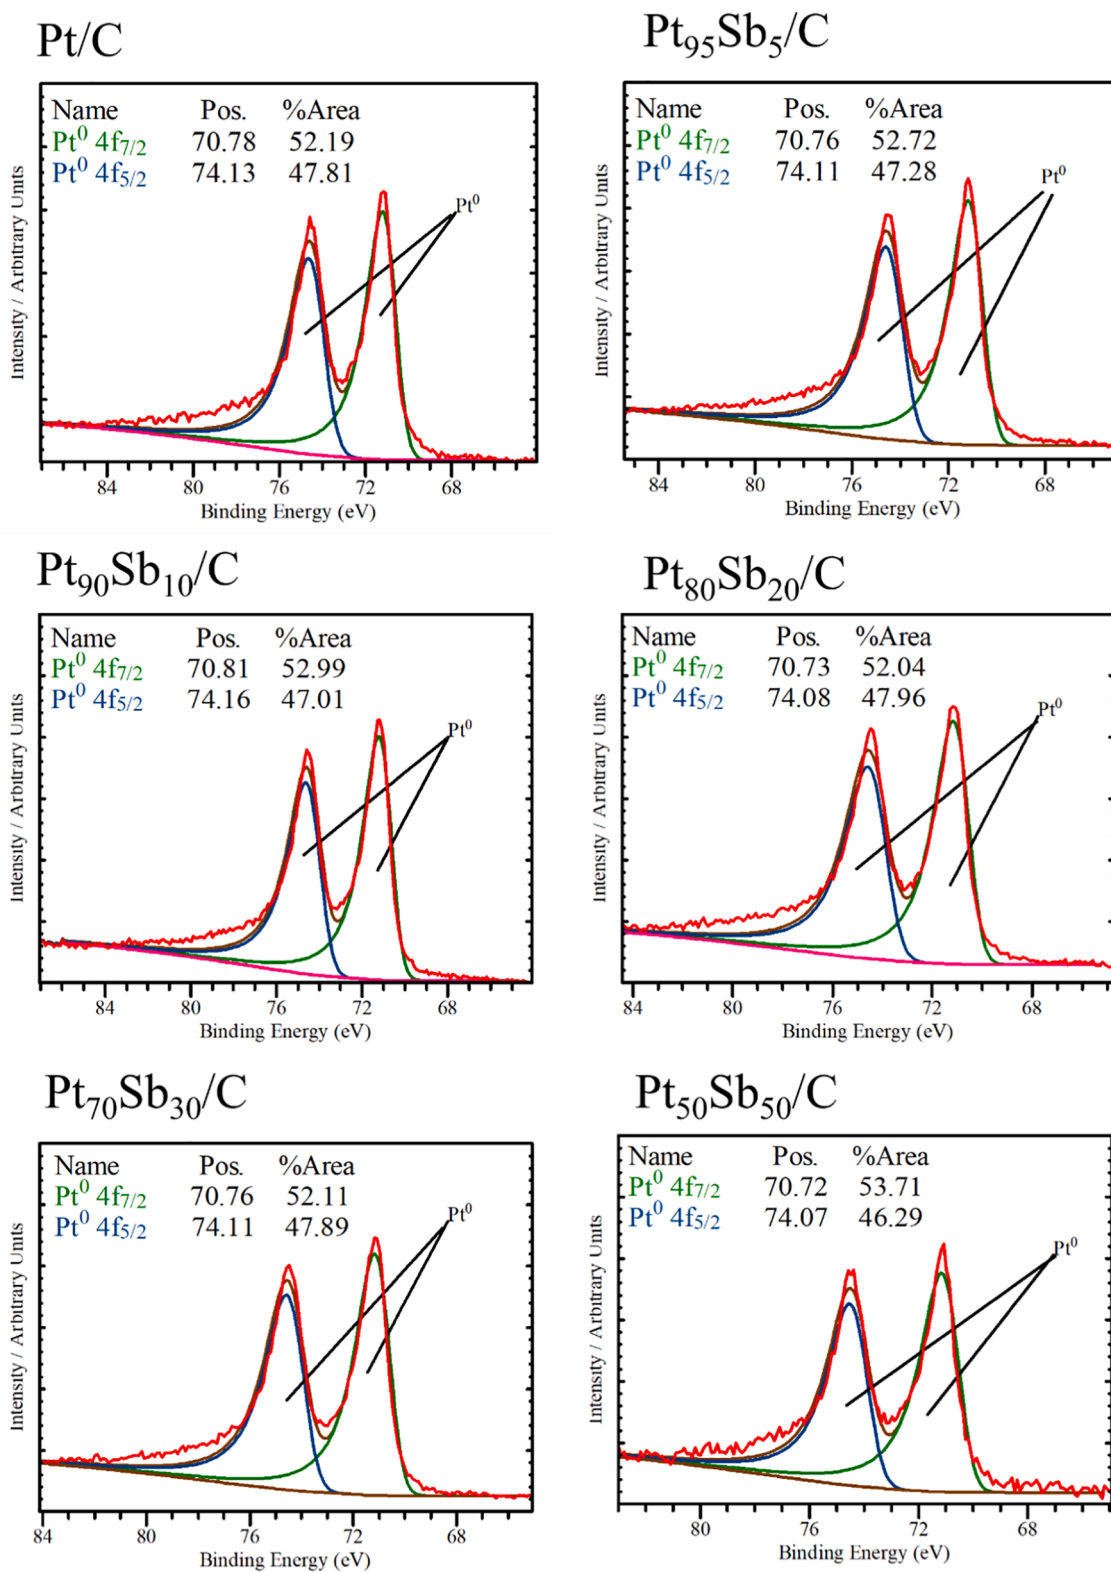 Pt/C
Name Pos. %Area
Pt⁰ 4f₇/₂ 70.78 52.19
Pt⁰ 4f₅/₂ 74.13 47.81
Pt⁰
Intensity / Arbitrary Units
84 76 72 68
Binding Energy (eV)
Pt₉₅Sb₅/C
Name Pos. %Area
Pt⁰ 4f₇/₂ 70.76 52.72
Pt⁰ 4f₅/₂ 74.11 47.28
Pt⁰
Intensity / Arbitrary Units
84 76 72 68
Binding Energy (eV)
Pt₉₀Sb₁₀/C
Name Pos. %Area
Pt⁰ 4f₇/₂ 70.81 52.99
Pt⁰ 4f₅/₂ 74.16 47.01
Pt⁰
Intensity / Arbitrary Units
84 76 72 68
Binding Energy (eV)
Pt₈₀Sb₂₀/C
Name Pos. %Area
Pt⁰ 4f₇/₂ 70.73 52.04
Pt⁰ 4f₅/₂ 74.08 47.96
Pt⁰
Intensity / Arbitrary Units
84 80 76 72 68
Binding Energy (eV)
Pt₇₀Sb₃₀/C
Name Pos. %Area
Pt⁰ 4f₇/₂ 70.76 52.11
Pt⁰ 4f₅/₂ 74.11 47.89
Pt⁰
Intensity / Arbitrary Units
84 80 76 72 68
Binding Energy (eV)
Pt₅₀Sb₅₀/C
Name Pos. %Area
Pt⁰ 4f₇/₂ 70.72 53.71
Pt⁰ 4f₅/₂ 74.07 46.29
Pt⁰
Intensity / Arbitrary Units
80 76 72 68
Binding Energy (eV)